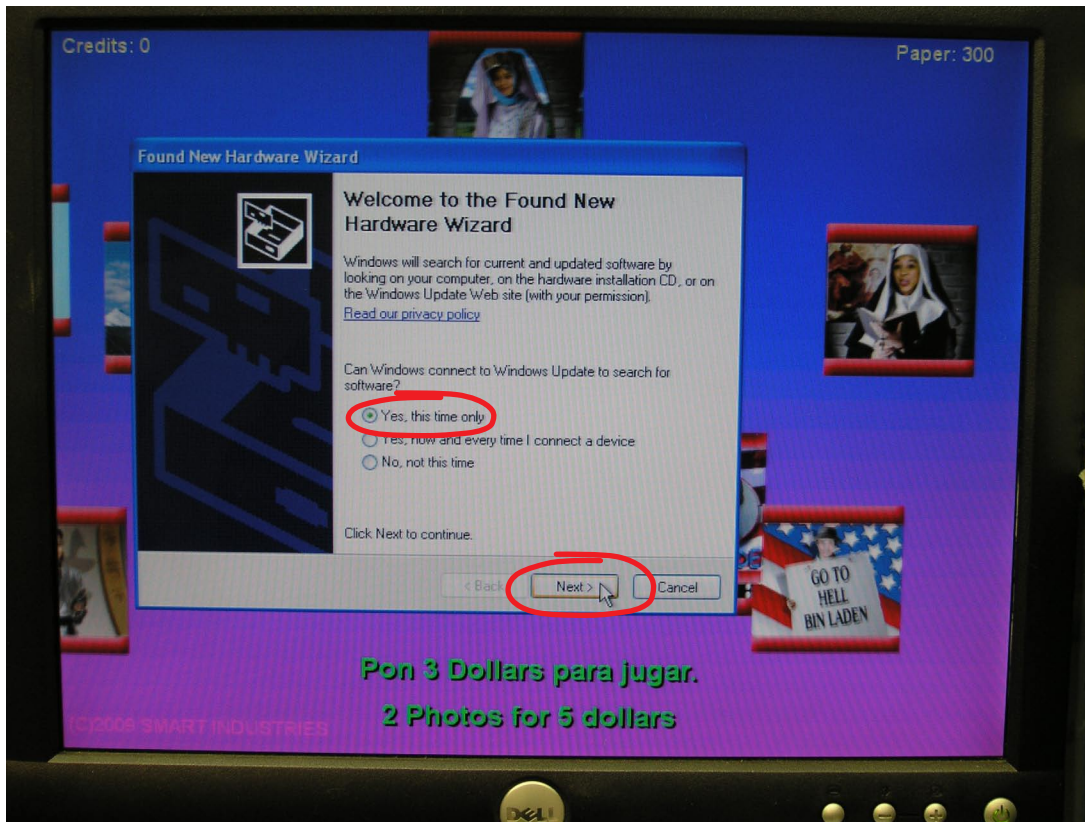 Credits: 0
Paper: 300
Found New Hardware Wizard
Welcome to the Found New
Hardware Wizard
Windows will search for current and updated software by
looking on your computer, on the hardware installation CD, or on
the Windows Update Web site (with your permission).
Read our privacy policy
Can Windows connect to Windows Update to search for
software?
Yes, this time only
Yes, now and every time I connect a device
No, not this time
Click Next to continue.
< Back
Next >
Cancel
GO TO
HELL
BIN LADEN
Pon 3 Dollars para jugar.
2 Photos for 5 dollars
SMART INDUSTRIES
DELL